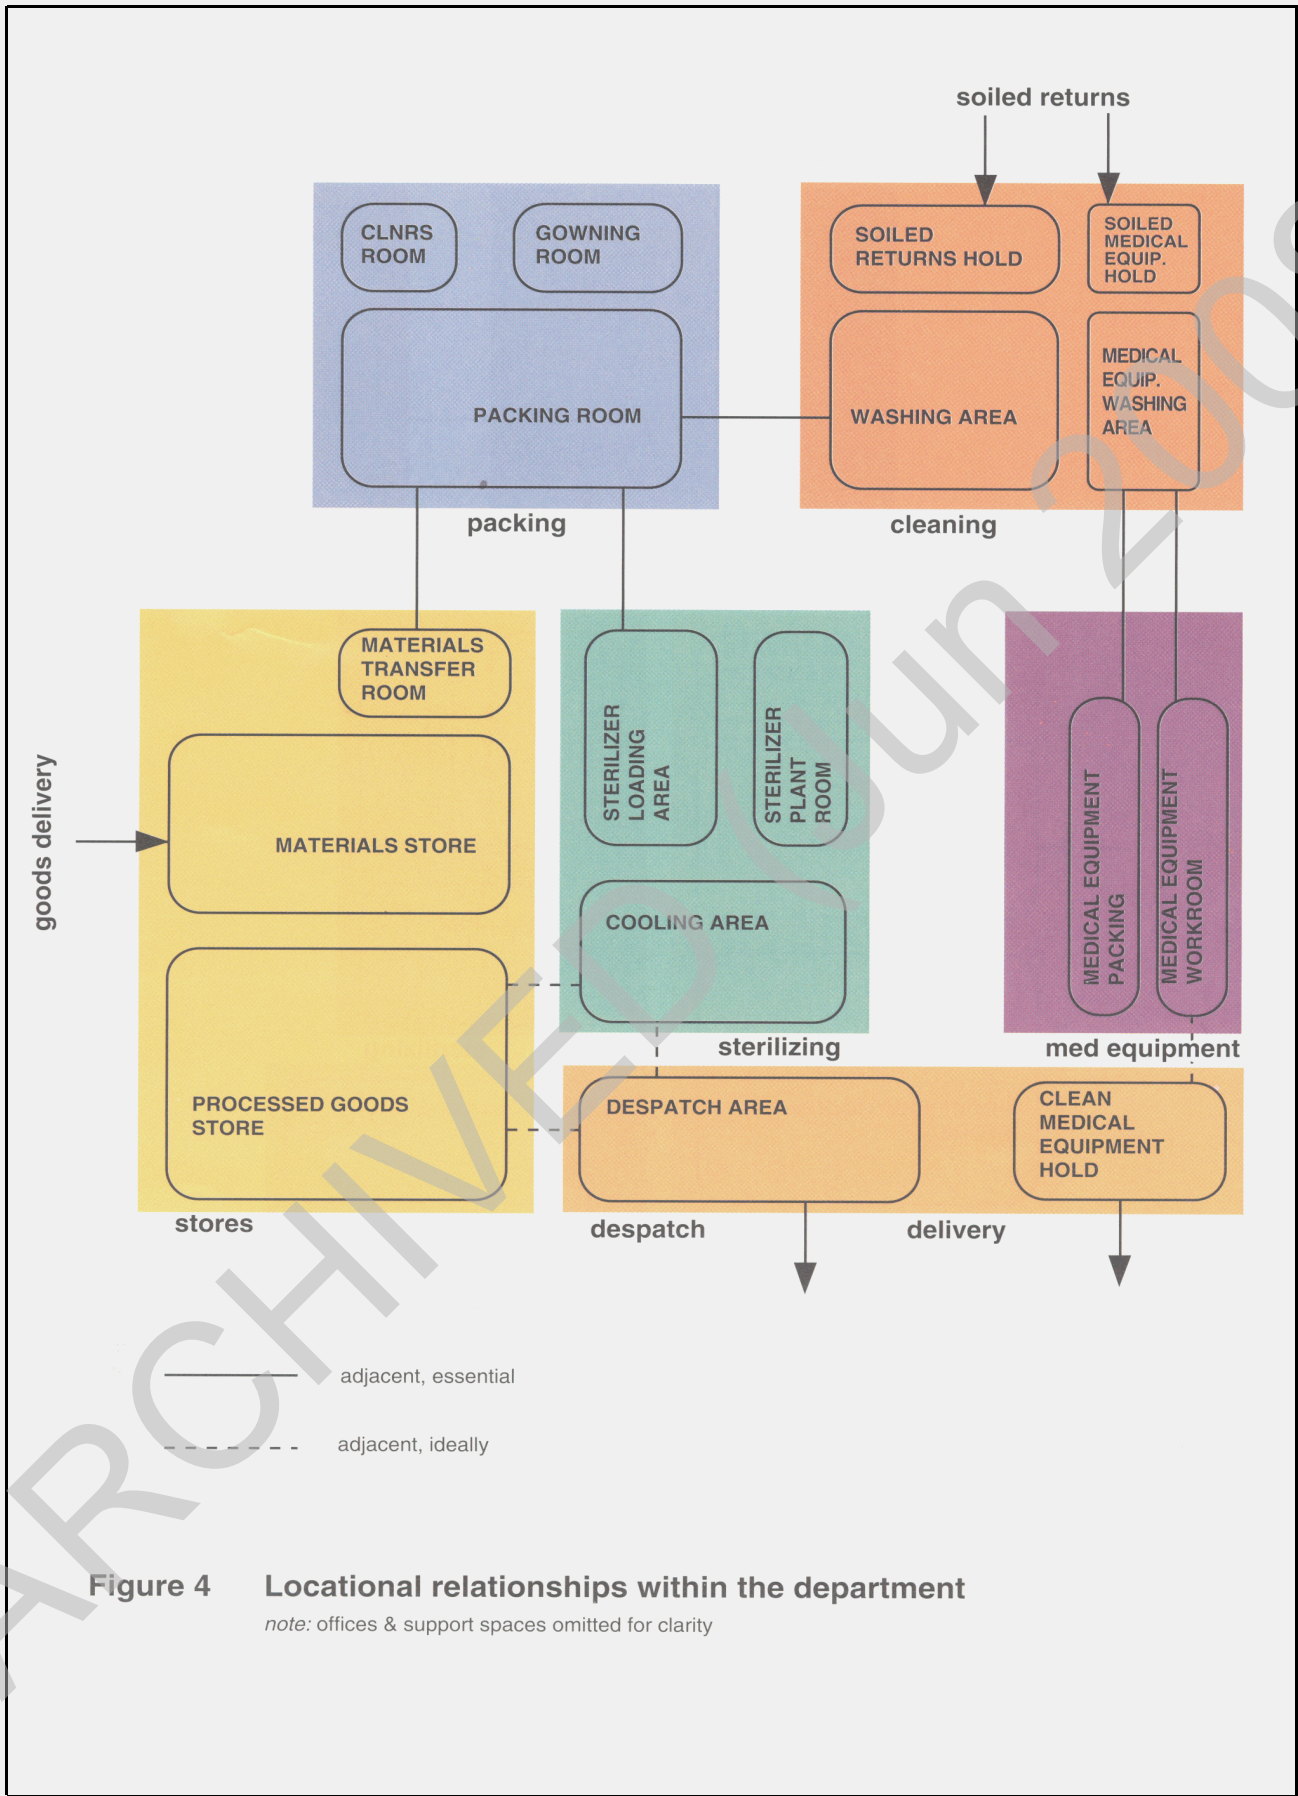 soiled returns
CLNRS
ROOM
GOWNING
ROOM
SOILED
RETURNS HOLD
SOILED
MEDICAL
EQUIP.
HOLD
PACKING ROOM
WASHING AREA
MEDICAL
EQUIP.
WASHING
AREA
packing
cleaning
MATERIALS
TRANSFER
ROOM
STERILIZER
LOADING
AREA
STERILIZER
PLANT
ROOM
goods delivery
MATERIALS STORE
MEDICAL EQUIPMENT
PACKING
MEDICAL EQUIPMENT
WORKROOM
COOLING AREA
sterilizing
med equipment
PROCESSED GOODS
STORE
DESPATCH AREA
CLEAN
MEDICAL
EQUIPMENT
HOLD
stores
despatch
delivery
adjacent, essential
adjacent, ideally
Figure 4 Locational relationships within the department
note: offices & support spaces omitted for clarity
ARCHIVED (Jun 200